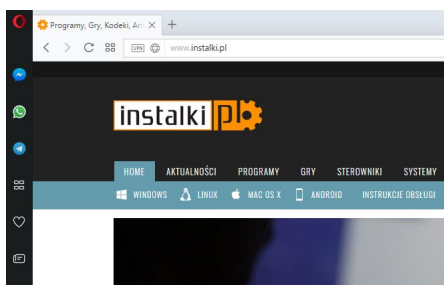 Programy, Gry, Kodeki, An
VPN www.instalki.pl
instalki pl
HOME AKTUALNOŚCI PROGRAMY GRY STEROWNIKI SYSTEMY
WINDOWS LINUX MAC OS X ANDROID INSTRUKCJE OBSŁUGI